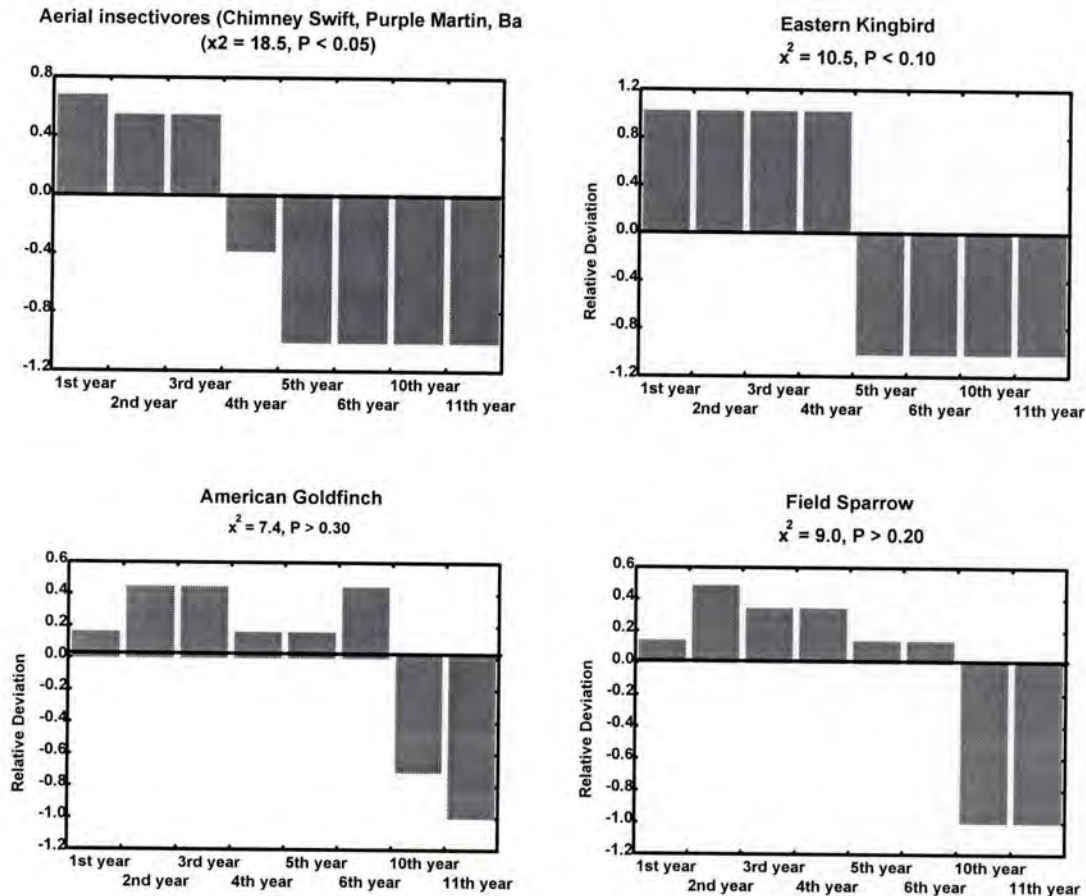 Aerial insectivores (Chimney Swift, Purple Martin, Ba
(x2 = 18.5, P < 0.05)
0.8
0.4
0.0
-0.4
-0.8
-1.2
1st year 3rd year 5th year 10th year
2nd year 4th year 6th year 11th year
Eastern Kingbird
x² = 10.5, P < 0.10
Relative Deviation
1.2
0.8
0.4
0.0
-0.4
-0.8
-1.2
1st year 3rd year 5th year 10th year
2nd year 4th year 6th year 11th year
American Goldfinch
x² = 7.4, P > 0.30
Relative Deviation
0.6
0.4
0.2
0.0
-0.2
-0.4
-0.6
-0.8
-1.0
-1.2
1st year 3rd year 5th year 10th year
2nd year 4th year 6th year 11th year
Field Sparrow
x² = 9.0, P > 0.20
Relative Deviation
0.6
0.4
0.2
0.0
-0.2
-0.4
-0.6
-0.8
-1.0
-1.2
1st year 3rd year 5th year 10th year
2nd year 4th year 6th year 11th year